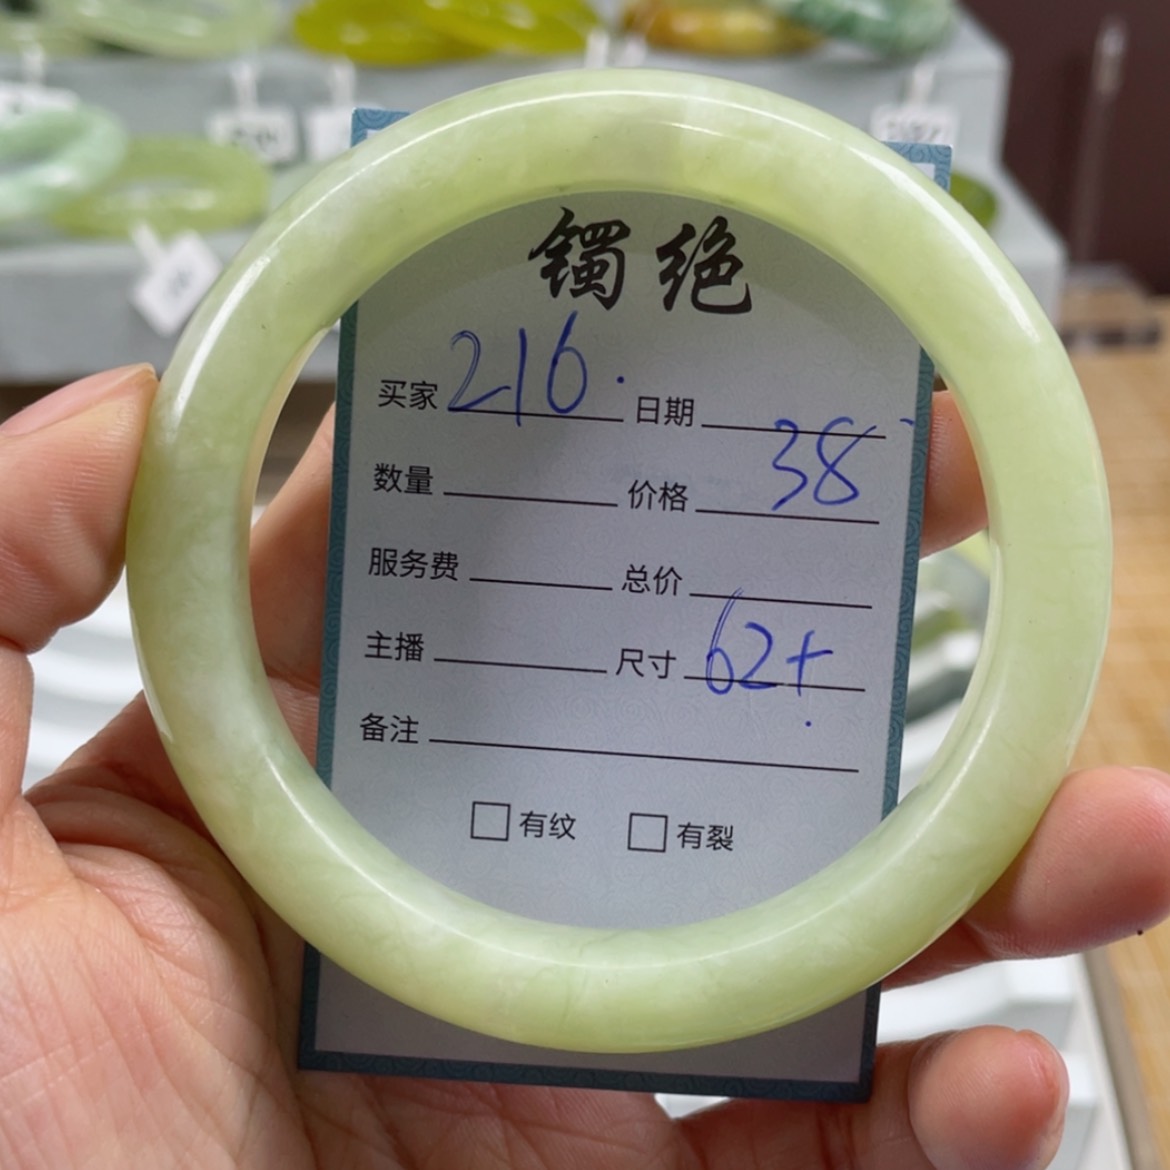 镯绝
买家 216. 日期
数量 价格 38
服务费 总价
主播 尺寸 62+
备注
有纹 有裂